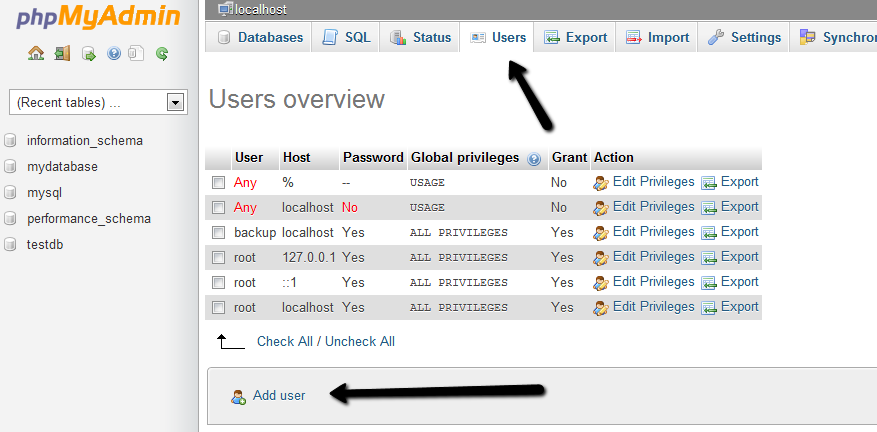 phpMyAdmin
localhost
Databases SQL Status Users Export Import Settings Synchron
(Recent tables) ...
information_schema
mydatabase
mysql
performance_schema
testdb
Users overview
User Host Password Global privileges Grant Action
Any % -- USAGE No Edit Privileges Export
Any localhost No USAGE No Edit Privileges Export
backup localhost Yes ALL PRIVILEGES Yes Edit Privileges Export
root 127.0.0.1 Yes ALL PRIVILEGES Yes Edit Privileges Export
root ::1 Yes ALL PRIVILEGES Yes Edit Privileges Export
root localhost Yes ALL PRIVILEGES Yes Edit Privileges Export
Check All / Uncheck All
Add user